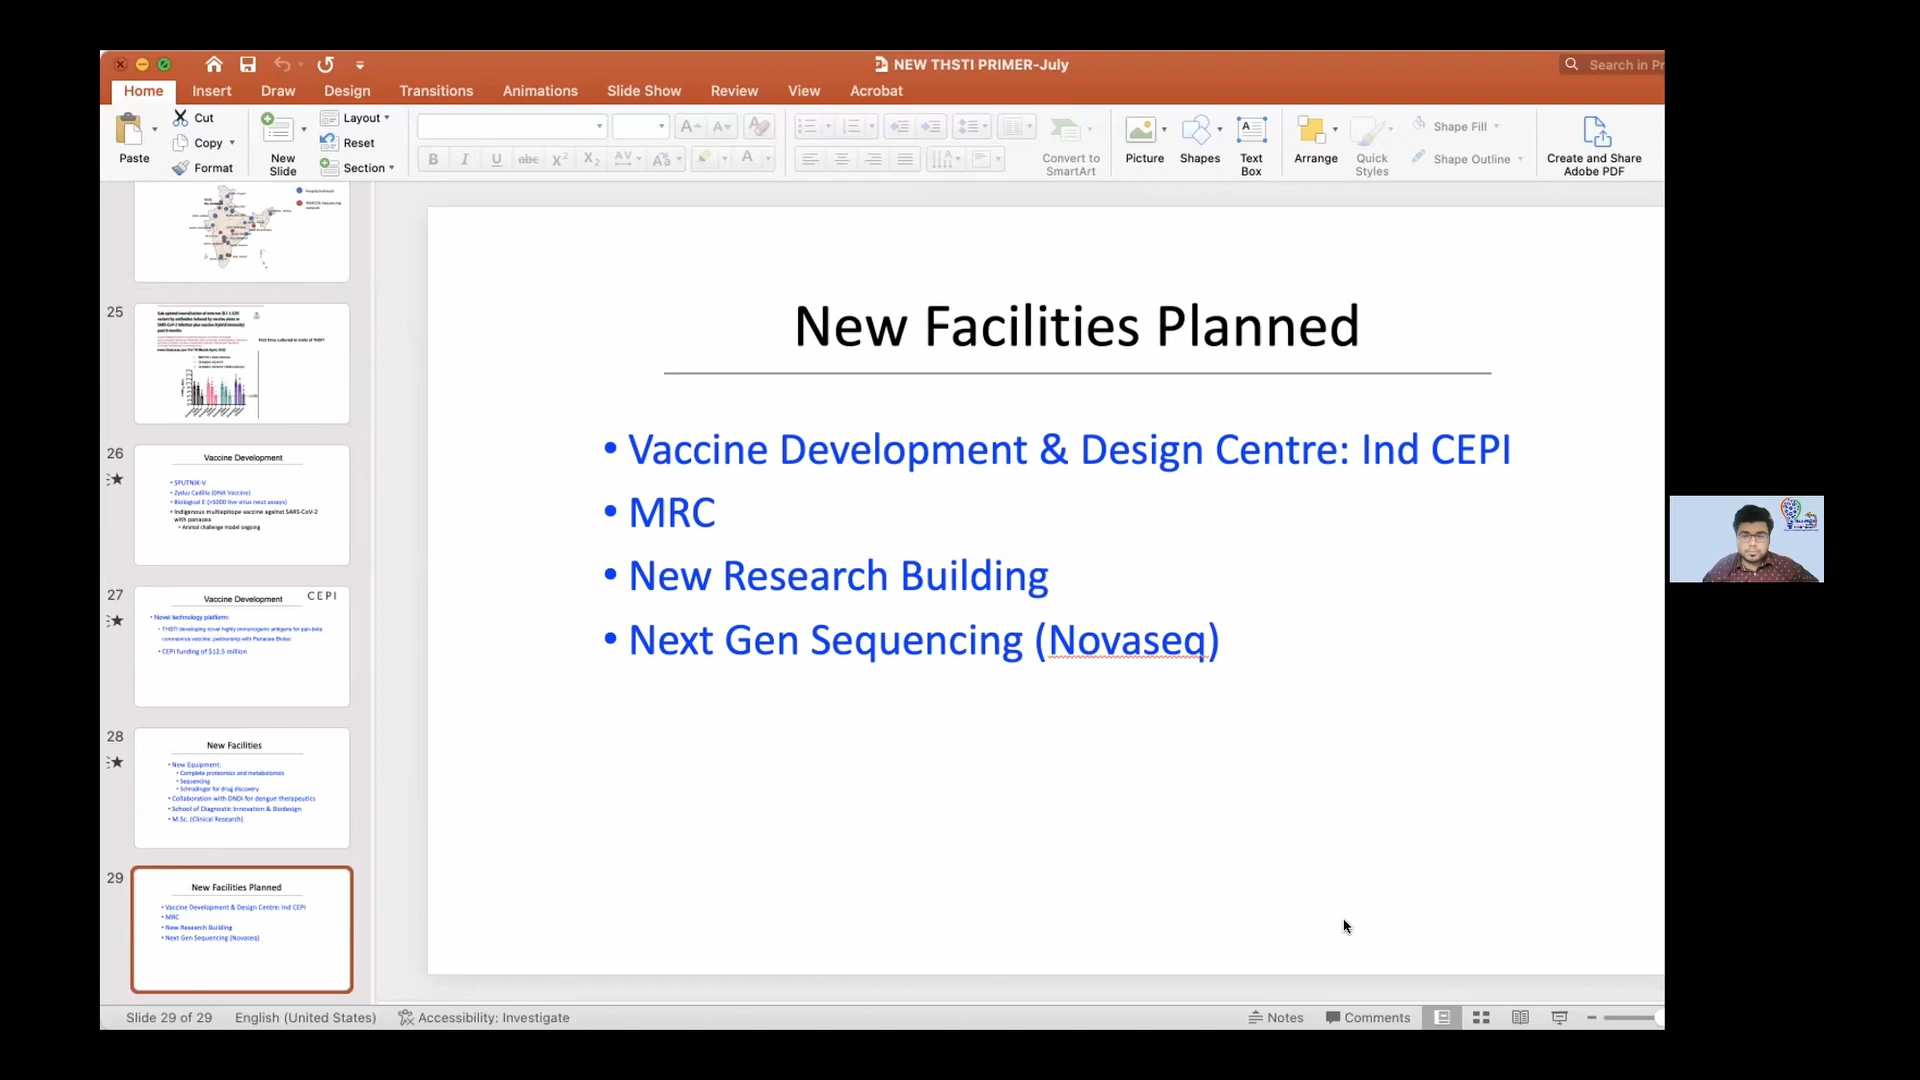 NEW THSTI PRIMER-July
Search in Pr
Home Insert Draw Design Transitions Animations Slide Show Review View Acrobat
Paste
Cut
Copy
Format
New
Slide
Layout
Reset
Section
Convert to
SmartArt
Picture
Shapes
Text
Box
Arrange
Quick
Styles
Shape Fill
Shape Outline
Create and Share
Adobe PDF
25
26
Vaccine Development
• SPUTNIK-V
• Zydus Cadilla (DNA Vaccine)
• Biological E (>5000 live virus neut assays)
• Indigenous multiepitope vaccine against SARS-CoV-2
with panacea
• Animal challenge model ongoing
27
Vaccine Development
CEPI
• Novel technology platform:
• THSTI developing novel highly immunogenic antigens for pan-beta
coronavirus vaccine; partnership with Panacea Biotec
• CEPI funding of $12.5 million
28
New Facilities
• New Equipment:
• Complete proteomics and metabolomics
• Sequencing
• Schrodinger for drug discovery
• Collaboration with DNDi for dengue therapeutics
• School of Diagnostic Innovation & Biodesign
• M.Sc. (Clinical Research)
29
New Facilities Planned
• Vaccine Development & Design Centre: Ind CEPI
• MRC
• New Research Building
• Next Gen Sequencing (Novaseq)
New Facilities Planned
• Vaccine Development & Design Centre: Ind CEPI
• MRC
• New Research Building
• Next Gen Sequencing (Novaseq)
Slide 29 of 29 English (United States) Accessibility: Investigate Notes Comments